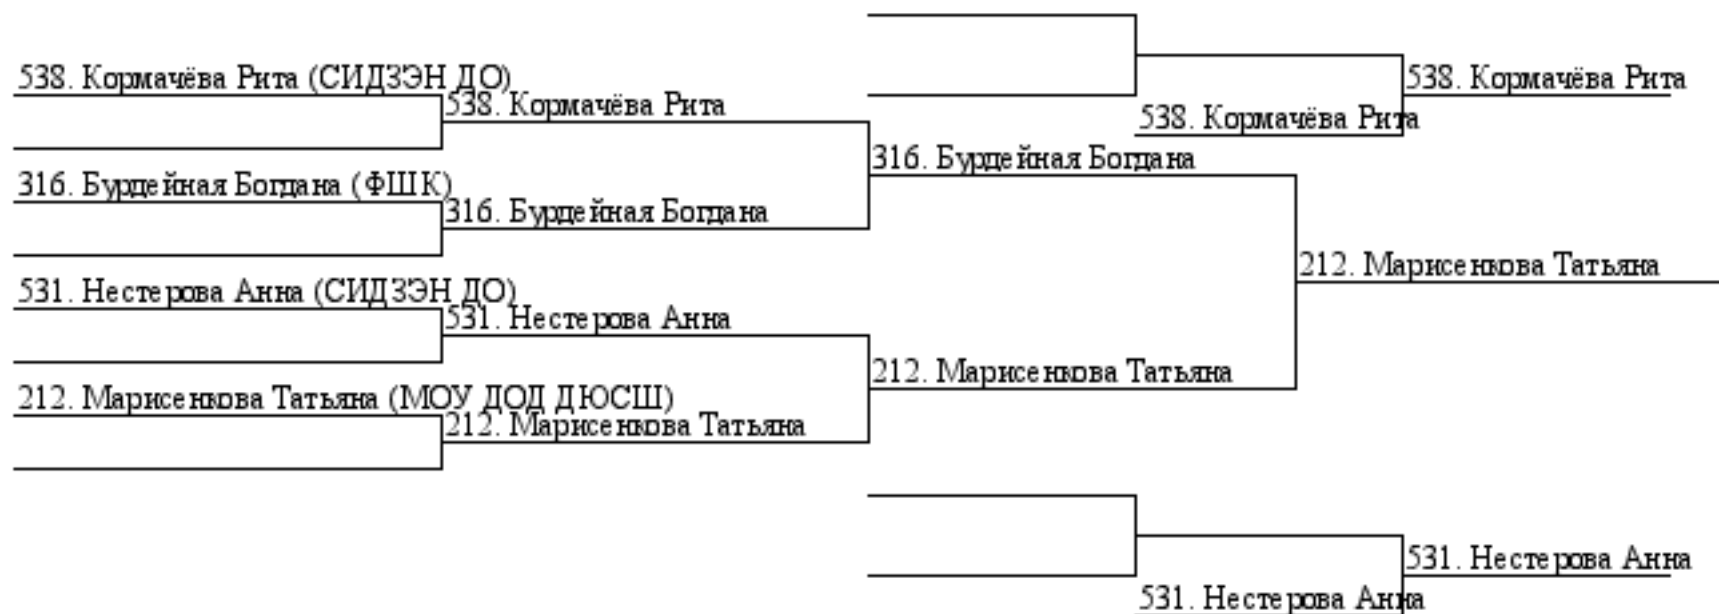 538. Кормачёва Рита (СИДЗЭН ДО)
316. Бурдейная Богдана (ФШК)
531. Нестерова Анна (СИДЗЭН ДО)
212. Марисенкова Татьяна (МОУ ДОД ДЮСШ)
538. Кормачёва Рита
316. Бурдейная Богдана
531. Нестерова Анна
212. Марисенкова Татьяна
316. Бурдейная Богдана
212. Марисенкова Татьяна
212. Марисенкова Татьяна
538. Кормачёва Рита
538. Кормачёва Рита
531. Нестерова Анна
531. Нестерова Анна